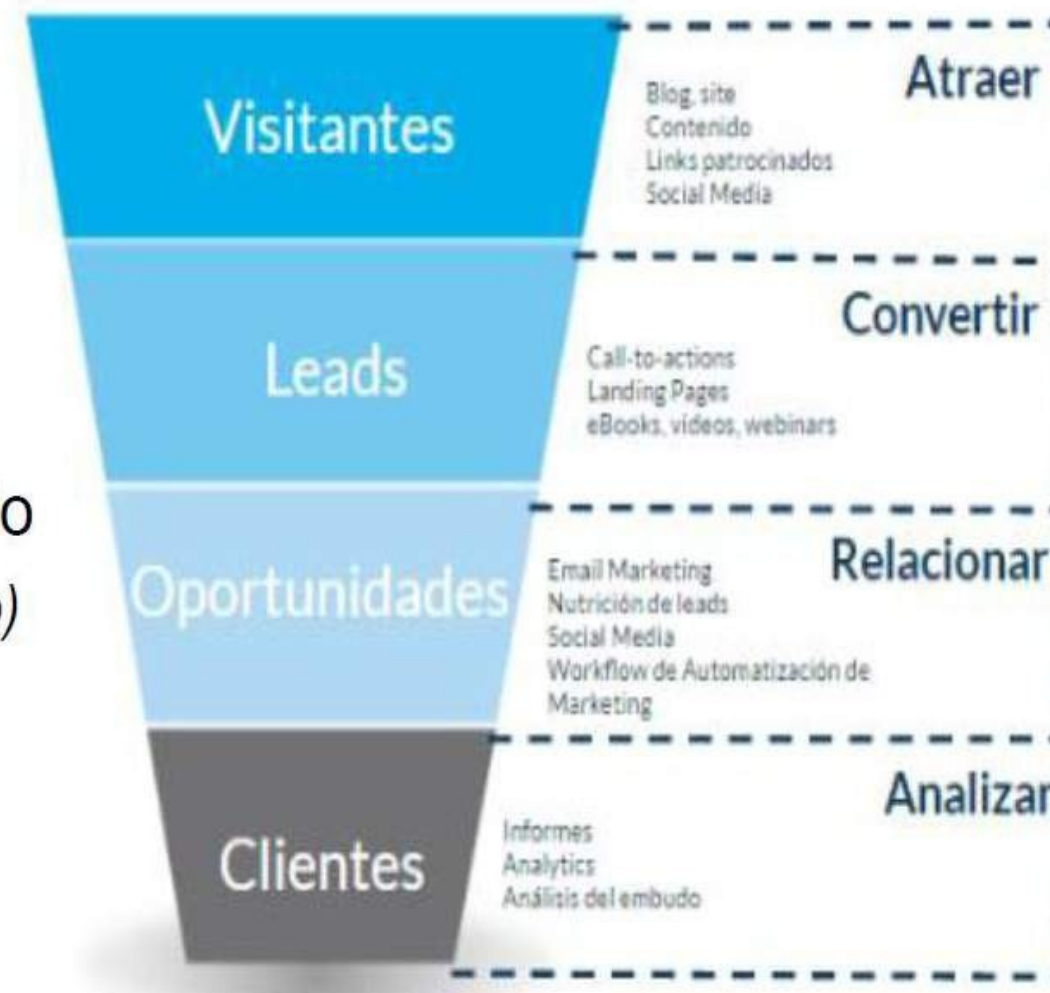 Visitantes
Atraer
Blog, site
Contenido
Links patrocinados
Social Media
Leads
Convertir
Call-to-actions
Landing Pages
eBooks, vídeos, webinars
o
o)
Oportunidades
Relacionar
Email Marketing
Nutrición de leads
Social Media
Workflow de Automatización de
Marketing
Clientes
Analizar
Informes
Analytics
Análisis del embudo